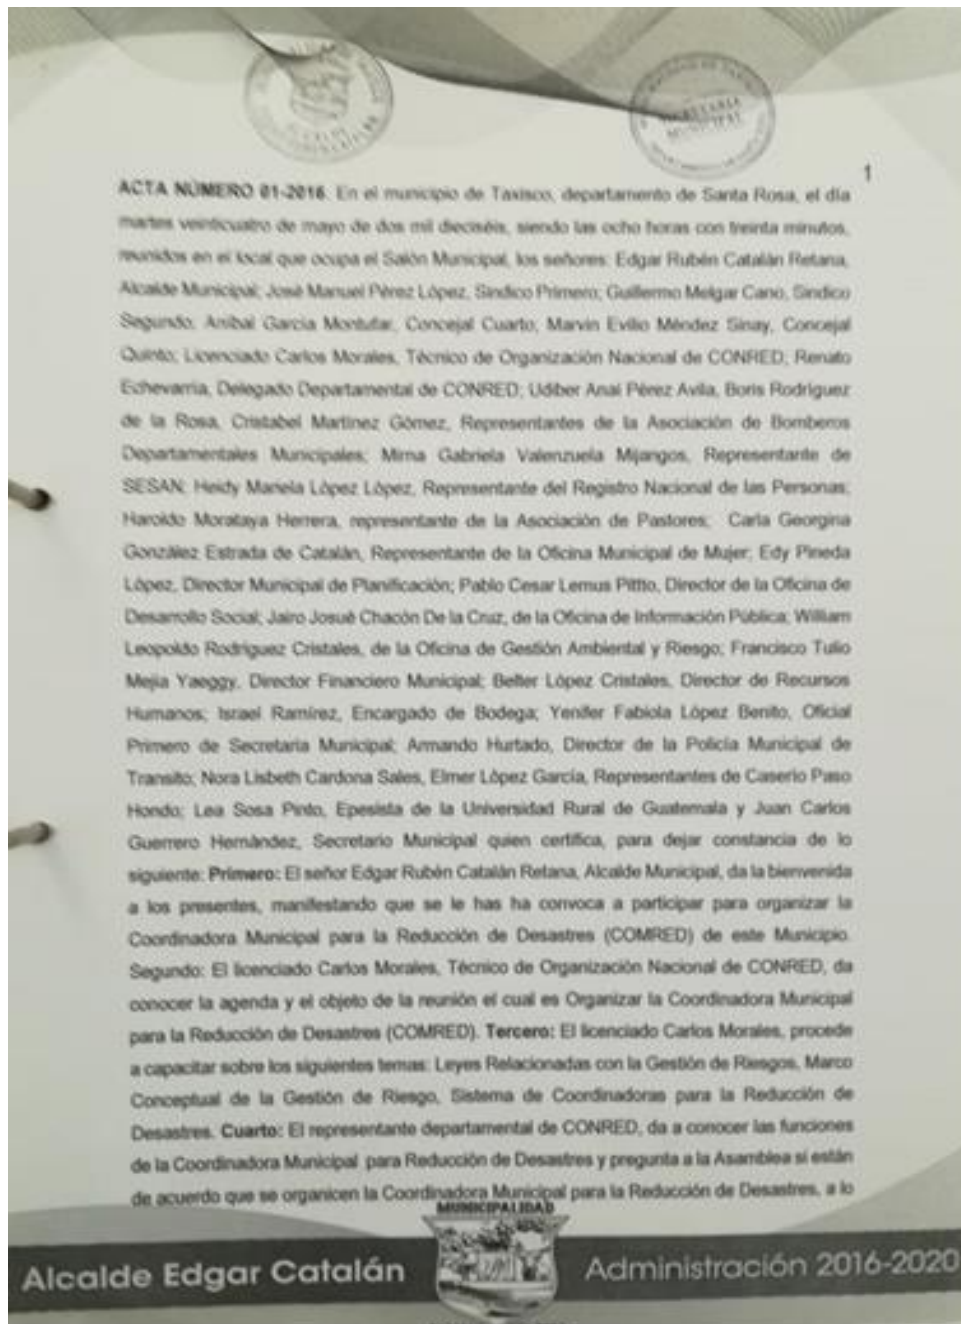 ALCALDE
SECRETARIA
MUNICIPAL
1
ACTA NÚMERO 01-2016. En el municipio de Taxisco, departamento de Santa Rosa, el día
martes veinticuatro de mayo de dos mil dieciséis, siendo las ocho horas con treinta minutos,
reunidos en el local que ocupa el Salón Municipal, los señores: Edgar Rubén Catalán Retana,
Alcalde Municipal; José Manuel Pérez López, Sindico Primero; Guillermo Melgar Cano, Sindico
Segundo; Aníbal García Montufar, Concejal Cuarto; Marvin Evilio Méndez Sinay, Concejal
Quinto; Licenciado Carlos Morales, Técnico de Organización Nacional de CONRED; Renato
Echevarria, Delegado Departamental de CONRED; Udiber Anai Pérez Avila, Boris Rodríguez
de la Rosa, Cristabel Martínez Gómez, Representantes de la Asociación de Bomberos
Departamentales Municipales; Mirna Gabriela Valenzuela Mijangos, Representante de
SESAN; Heidy Mariela López López, Representante del Registro Nacional de las Personas;
Haroldo Morataya Herrera, representante de la Asociación de Pastores; Carla Georgina
González Estrada de Catalán, Representante de la Oficina Municipal de Mujer; Edy Pineda
López, Director Municipal de Planificación; Pablo Cesar Lemus Pittto, Director de la Oficina de
Desarrollo Social; Jairo Josué Chacón De la Cruz, de la Oficina de Información Pública; William
Leopoldo Rodríguez Cristales, de la Oficina de Gestión Ambiental y Riesgo; Francisco Tulio
Mejia Yaeggy, Director Financiero Municipal; Belter López Cristales, Director de Recursos
Humanos; Israel Ramírez, Encargado de Bodega; Yenifer Fabiola López Benito, Oficial
Primero de Secretaria Municipal; Armando Hurtado, Director de la Policía Municipal de
Transito; Nora Lisbeth Cardona Sales, Elmer López García, Representantes de Caserío Paso
Hondo; Lea Sosa Pinto, Epesista de la Universidad Rural de Guatemala y Juan Carlos
Guerrero Hernández, Secretario Municipal quien certifica, para dejar constancia de lo
siguiente: Primero: El señor Edgar Rubén Catalán Retana, Alcalde Municipal, da la bienvenida
a los presentes, manifestando que se le has ha convoca a participar para organizar la
Coordinadora Municipal para la Reducción de Desastres (COMRED) de este Municipio.
Segundo: El licenciado Carlos Morales, Técnico de Organización Nacional de CONRED, da
conocer la agenda y el objeto de la reunión el cual es Organizar la Coordinadora Municipal
para la Reducción de Desastres (COMRED). Tercero: El licenciado Carlos Morales, procede
a capacitar sobre los siguientes temas: Leyes Relacionadas con la Gestión de Riesgos, Marco
Conceptual de la Gestión de Riesgo, Sistema de Coordinadoras para la Reducción de
Desastres. Cuarto: El representante departamental de CONRED, da a conocer las funciones
de la Coordinadora Municipal para Reducción de Desastres y pregunta a la Asamblea si están
de acuerdo que se organicen la Coordinadora Municipal para la Reducción de Desastres, a lo
MUNICIPALIDAD
Alcalde Edgar Catalán
Administración 2016-2020